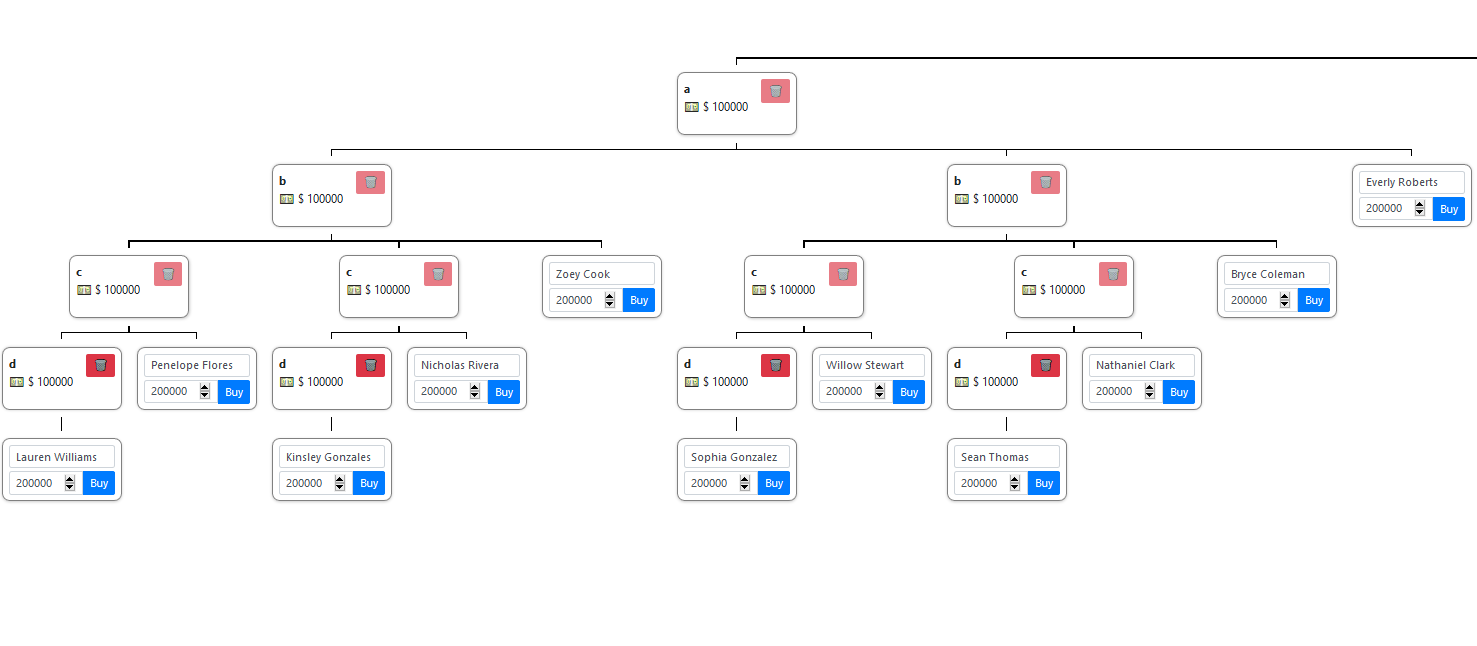 a
$ 100000
b
$ 100000
b
$ 100000
Everly Roberts
200000 Buy
c
$ 100000
c
$ 100000
Zoey Cook
200000 Buy
c
$ 100000
c
$ 100000
Bryce Coleman
200000 Buy
d
$ 100000
Penelope Flores
200000 Buy
d
$ 100000
Nicholas Rivera
200000 Buy
d
$ 100000
Willow Stewart
200000 Buy
d
$ 100000
Nathaniel Clark
200000 Buy
Lauren Williams
200000 Buy
Kinsley Gonzales
200000 Buy
Sophia Gonzalez
200000 Buy
Sean Thomas
200000 Buy